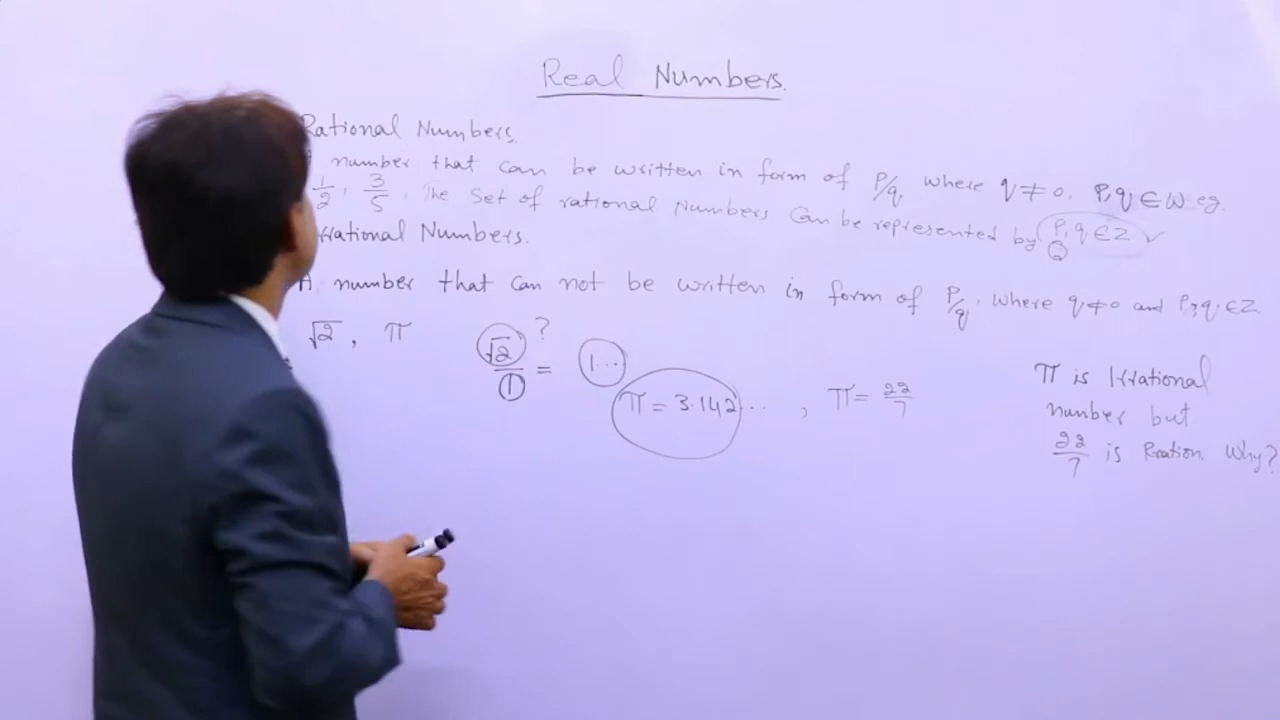 Real Numbers.
Rational Numbers.
number that can be written in form of P/q where q≠0. P,q ∈ W eg.
1/2, 3/5. The Set of rational Numbers Can be represented by Q P,q ∈ Z ✓
Irrational Numbers.
A number that can not be written in form of P/q. where q≠0 and P,q ∈ Z
√2, π
√2/1 = ? 1...
π = 3.142..., π = 22/7
π is Irrational
number but
22/7 is Ration. Why?